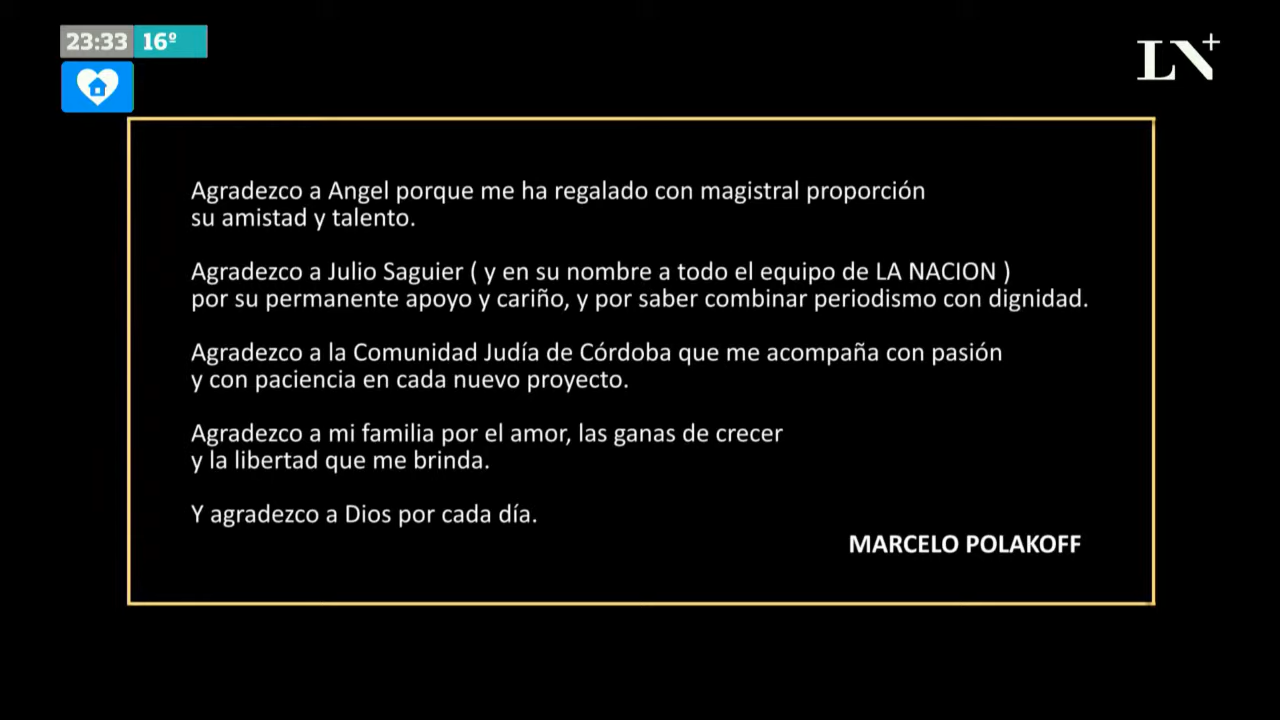 23:33 16º
LN+
Agradezco a Angel porque me ha regalado con magistral proporción
su amistad y talento.
Agradezco a Julio Saguier ( y en su nombre a todo el equipo de LA NACION )
por su permanente apoyo y cariño, y por saber combinar periodismo con dignidad.
Agradezco a la Comunidad Judía de Córdoba que me acompaña con pasión
y con paciencia en cada nuevo proyecto.
Agradezco a mi familia por el amor, las ganas de crecer
y la libertad que me brinda.
Y agradezco a Dios por cada día.
MARCELO POLAKOFF